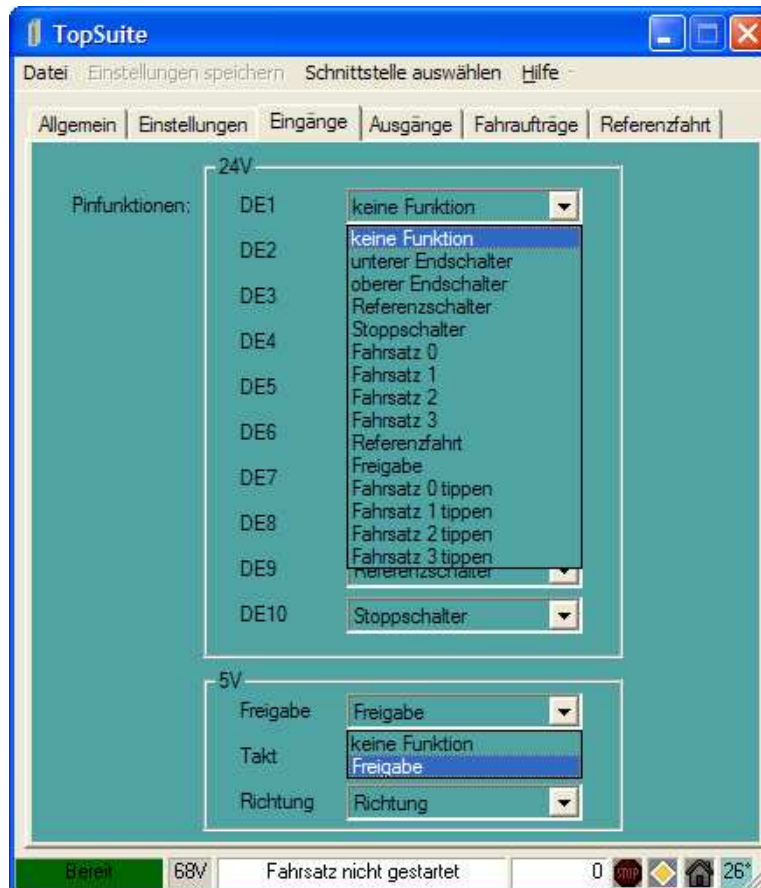 TopSuite
Datei Einstellungen speichern Schnittstelle auswählen Hilfe
Allgemein Einstellungen Eingänge Ausgänge Fahraufträge Referenzfahrt
24V
Pinfunktionen: DE1 keine Funktion
keine Funktion
DE2 unterer Endschalter
oberer Endschalter
DE3 Referenzschalter
Stoppschalter
DE4 Fahrsatz 0
Fahrsatz 1
DE5 Fahrsatz 2
Fahrsatz 3
DE6 Referenzfahrt
Freigabe
DE7 Fahrsatz 0 tippen
Fahrsatz 1 tippen
DE8 Fahrsatz 2 tippen
Fahrsatz 3 tippen
DE9 Referenzschalter
DE10 Stoppschalter
5V
Freigabe Freigabe
keine Funktion
Takt Freigabe
Richtung Richtung
Bereit 68V Fahrsatz nicht gestartet 0 STOP 26°